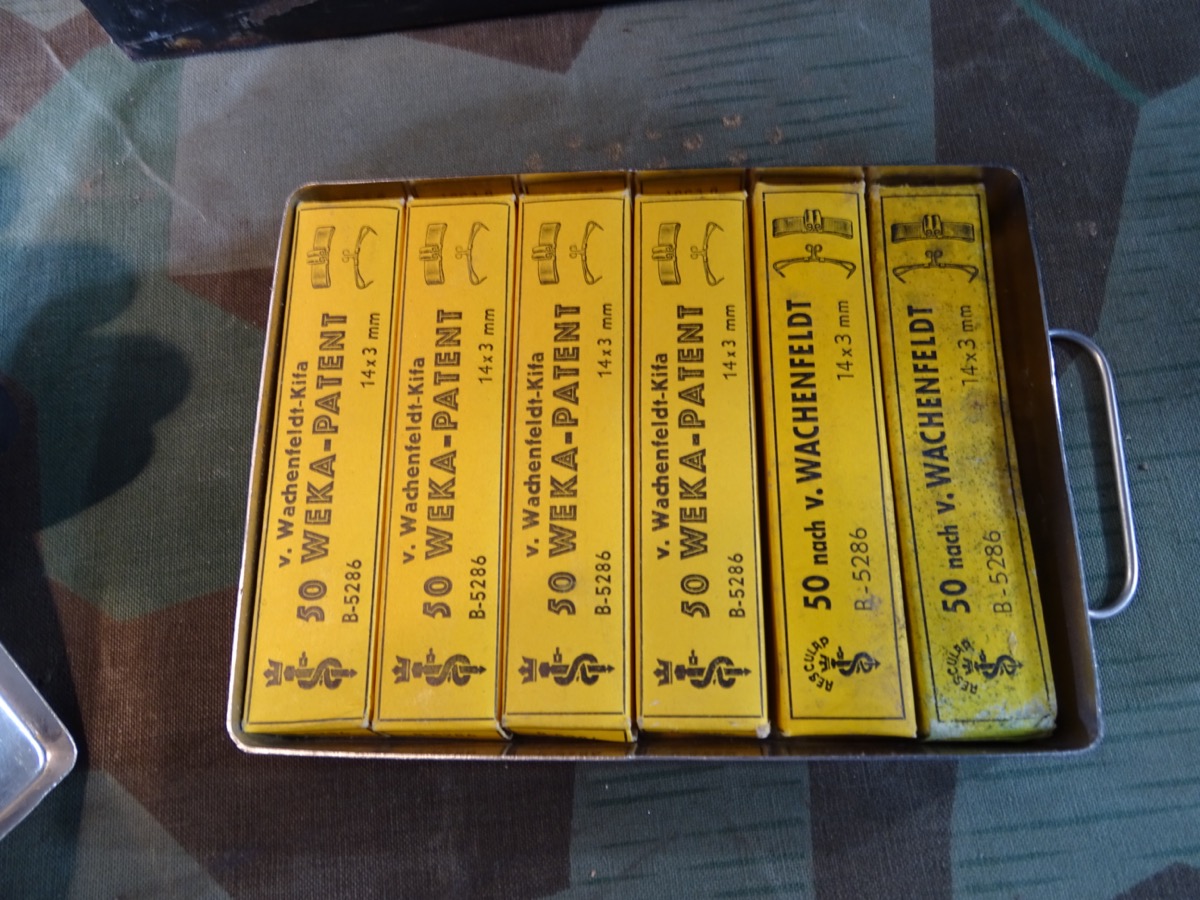 v. Wachenfeldt-Kifa
50 WEKA-PATENT
14x3 mm
B-5286
v. Wachenfeldt-Kifa
50 WEKA-PATENT
14x3 mm
B-5286
v. Wachenfeldt-Kifa
50 WEKA-PATENT
14x3 mm
B-5286
v. Wachenfeldt-Kifa
50 WEKA-PATENT
14x3 mm
B-5286
50 nach v. WACHENFELDT
14x3 mm
B-5286
AESCULAP
50 nach v. WACHENFELDT
14x3 mm
B-5286
AESCULAP